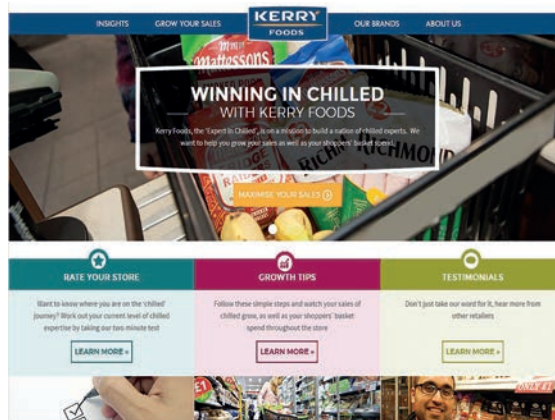 INSIGHTS GROW YOUR SALES KERRY FOODS OUR BRANDS ABOUT US
Mattessons
FRIDGE
RAIDERS
RICHMOND
RICHMOND
WINNING IN CHILLED
WITH KERRY FOODS
Kerry Foods, the 'Expert In Chilled', is on a mission to build a nation of chilled experts. We
want to help you grow your sales as well as your shoppers' basket spend.
MAXIMISE YOUR SALES
RATE YOUR STORE
Want to know where you are on the 'chilled'
journey? Work out your current level of chilled
expertise by taking our two minute test
LEARN MORE »
GROWTH TIPS
Follow these simple steps and watch your sales of
chilled grow, as well as your shoppers' basket
spend throughout the store
LEARN MORE »
TESTIMONIALS
Don't just take our word for it, hear more from
other retailers
LEARN MORE »
£1